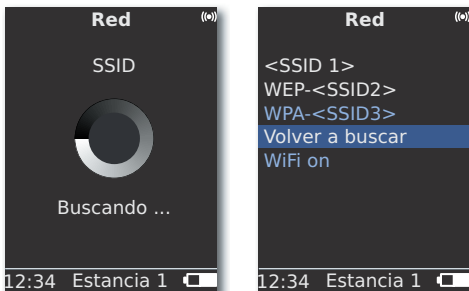 Red
SSID
Buscando ...
12:34 Estancia 1
Red
<SSID 1>
WEP-<SSID2>
WPA-<SSID3>
Volver a buscar
WiFi on
12:34 Estancia 1